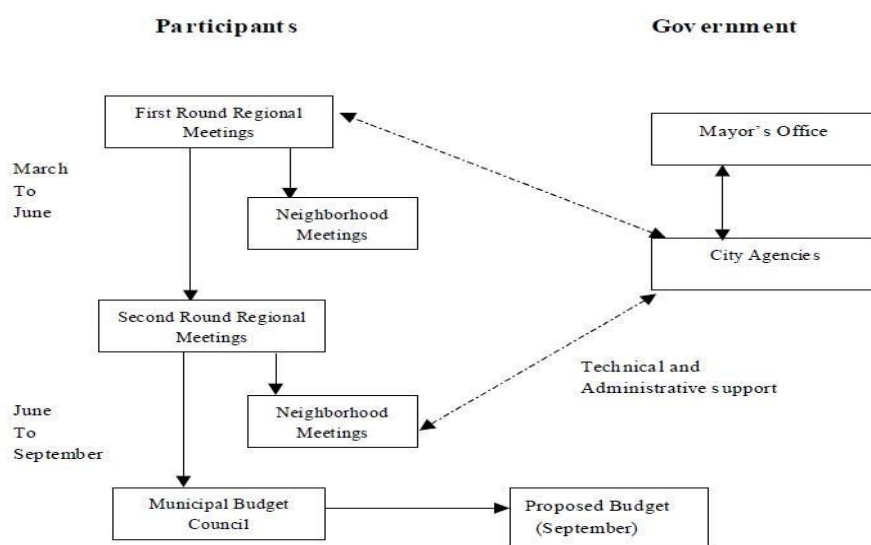 Participants
Government
First Round Regional
Meetings
Mayor's Office
March
To
June
Neighborhood
Meetings
City Agencies
Second Round Regional
Meetings
Technical and
Administrative support
June
To
September
Neighborhood
Meetings
Municipal Budget
Council
Proposed Budget
(September)